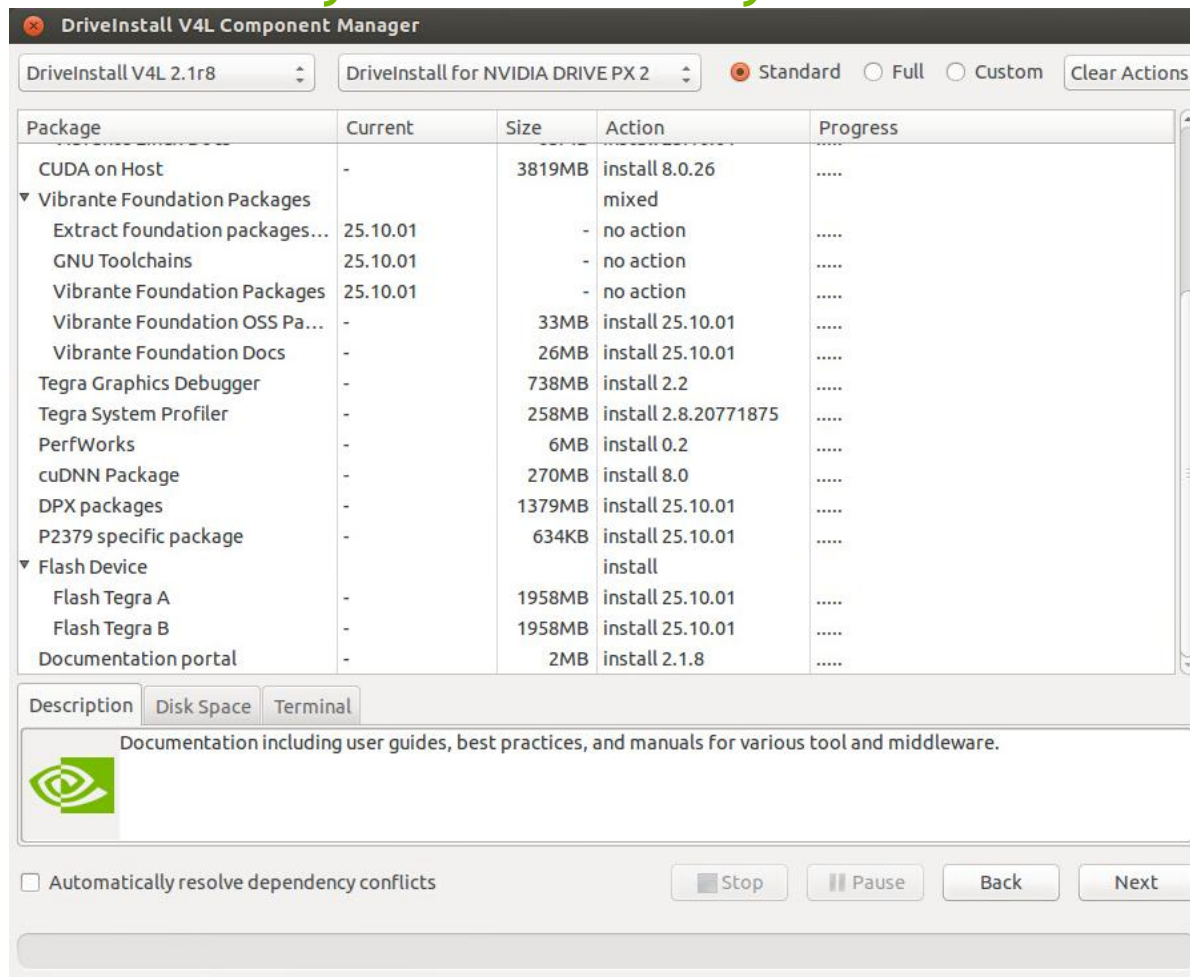 DriveInstall V4L Component Manager
DriveInstall V4L 2.1r8 DriveInstall for NVIDIA DRIVE PX 2 Standard Full Custom Clear Actions
Package Current Size Action Progress
CUDA on Host - 3819MB install 8.0.26 .....
Vibrante Foundation Packages mixed
Extract foundation packages... 25.10.01 - no action .....
GNU Toolchains 25.10.01 - no action .....
Vibrante Foundation Packages 25.10.01 - no action .....
Vibrante Foundation OSS Pa... - 33MB install 25.10.01 .....
Vibrante Foundation Docs - 26MB install 25.10.01 .....
Tegra Graphics Debugger - 738MB install 2.2 .....
Tegra System Profiler - 258MB install 2.8.20771875 .....
PerfWorks - 6MB install 0.2 .....
cuDNN Package - 270MB install 8.0 .....
DPX packages - 1379MB install 25.10.01 .....
P2379 specific package - 634KB install 25.10.01 .....
Flash Device install
Flash Tegra A - 1958MB install 25.10.01 .....
Flash Tegra B - 1958MB install 25.10.01 .....
Documentation portal - 2MB install 2.1.8 .....
Description Disk Space Terminal
Documentation including user guides, best practices, and manuals for various tool and middleware.
Automatically resolve dependency conflicts Stop Pause Back Next